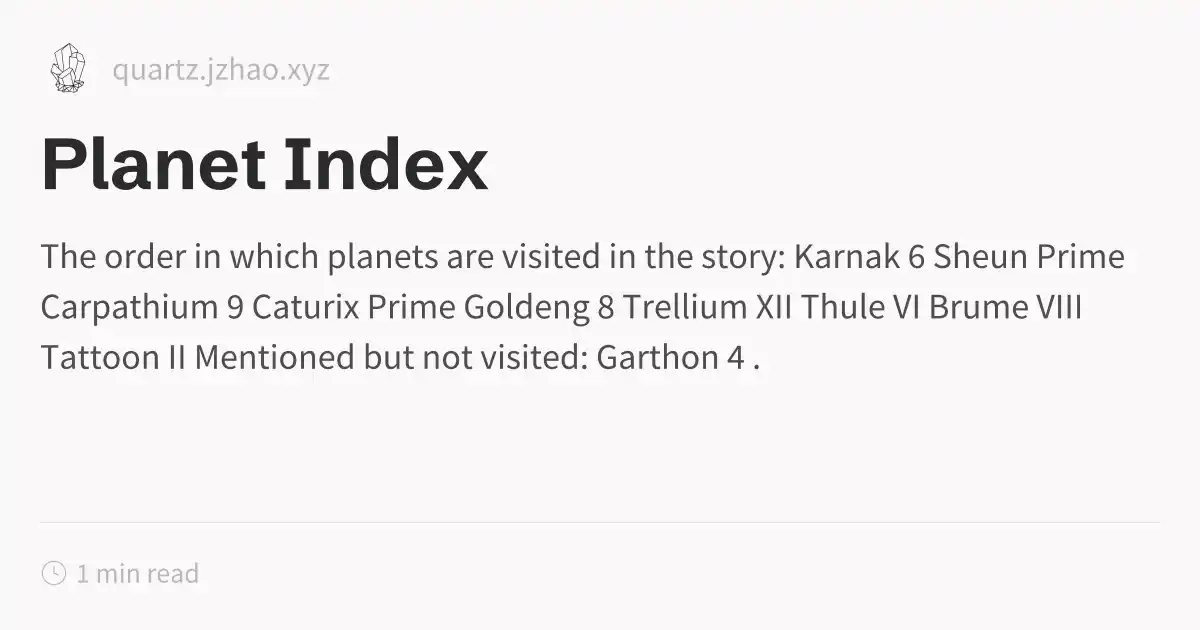 quartz.jzhao.xyz
Planet Index
The order in which planets are visited in the story: Karnak 6 Sheun Prime
Carpathium 9 Caturix Prime Goldeng 8 Trellium XII Thule VI Brume VIII
Tattoon II Mentioned but not visited: Garthon 4 .
1 min read